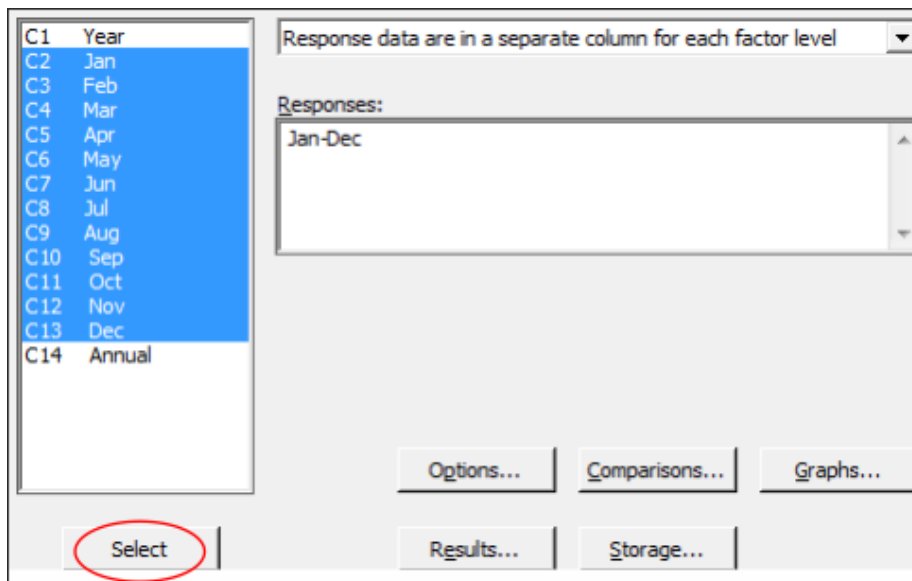 C1 Year
C2 Jan
C3 Feb
C4 Mar
C5 Apr
C6 May
C7 Jun
C8 Jul
C9 Aug
C10 Sep
C11 Oct
C12 Nov
C13 Dec
C14 Annual
Select
Response data are in a separate column for each factor level
Responses:
Jan-Dec
Options...
Comparisons...
Graphs...
Results...
Storage...